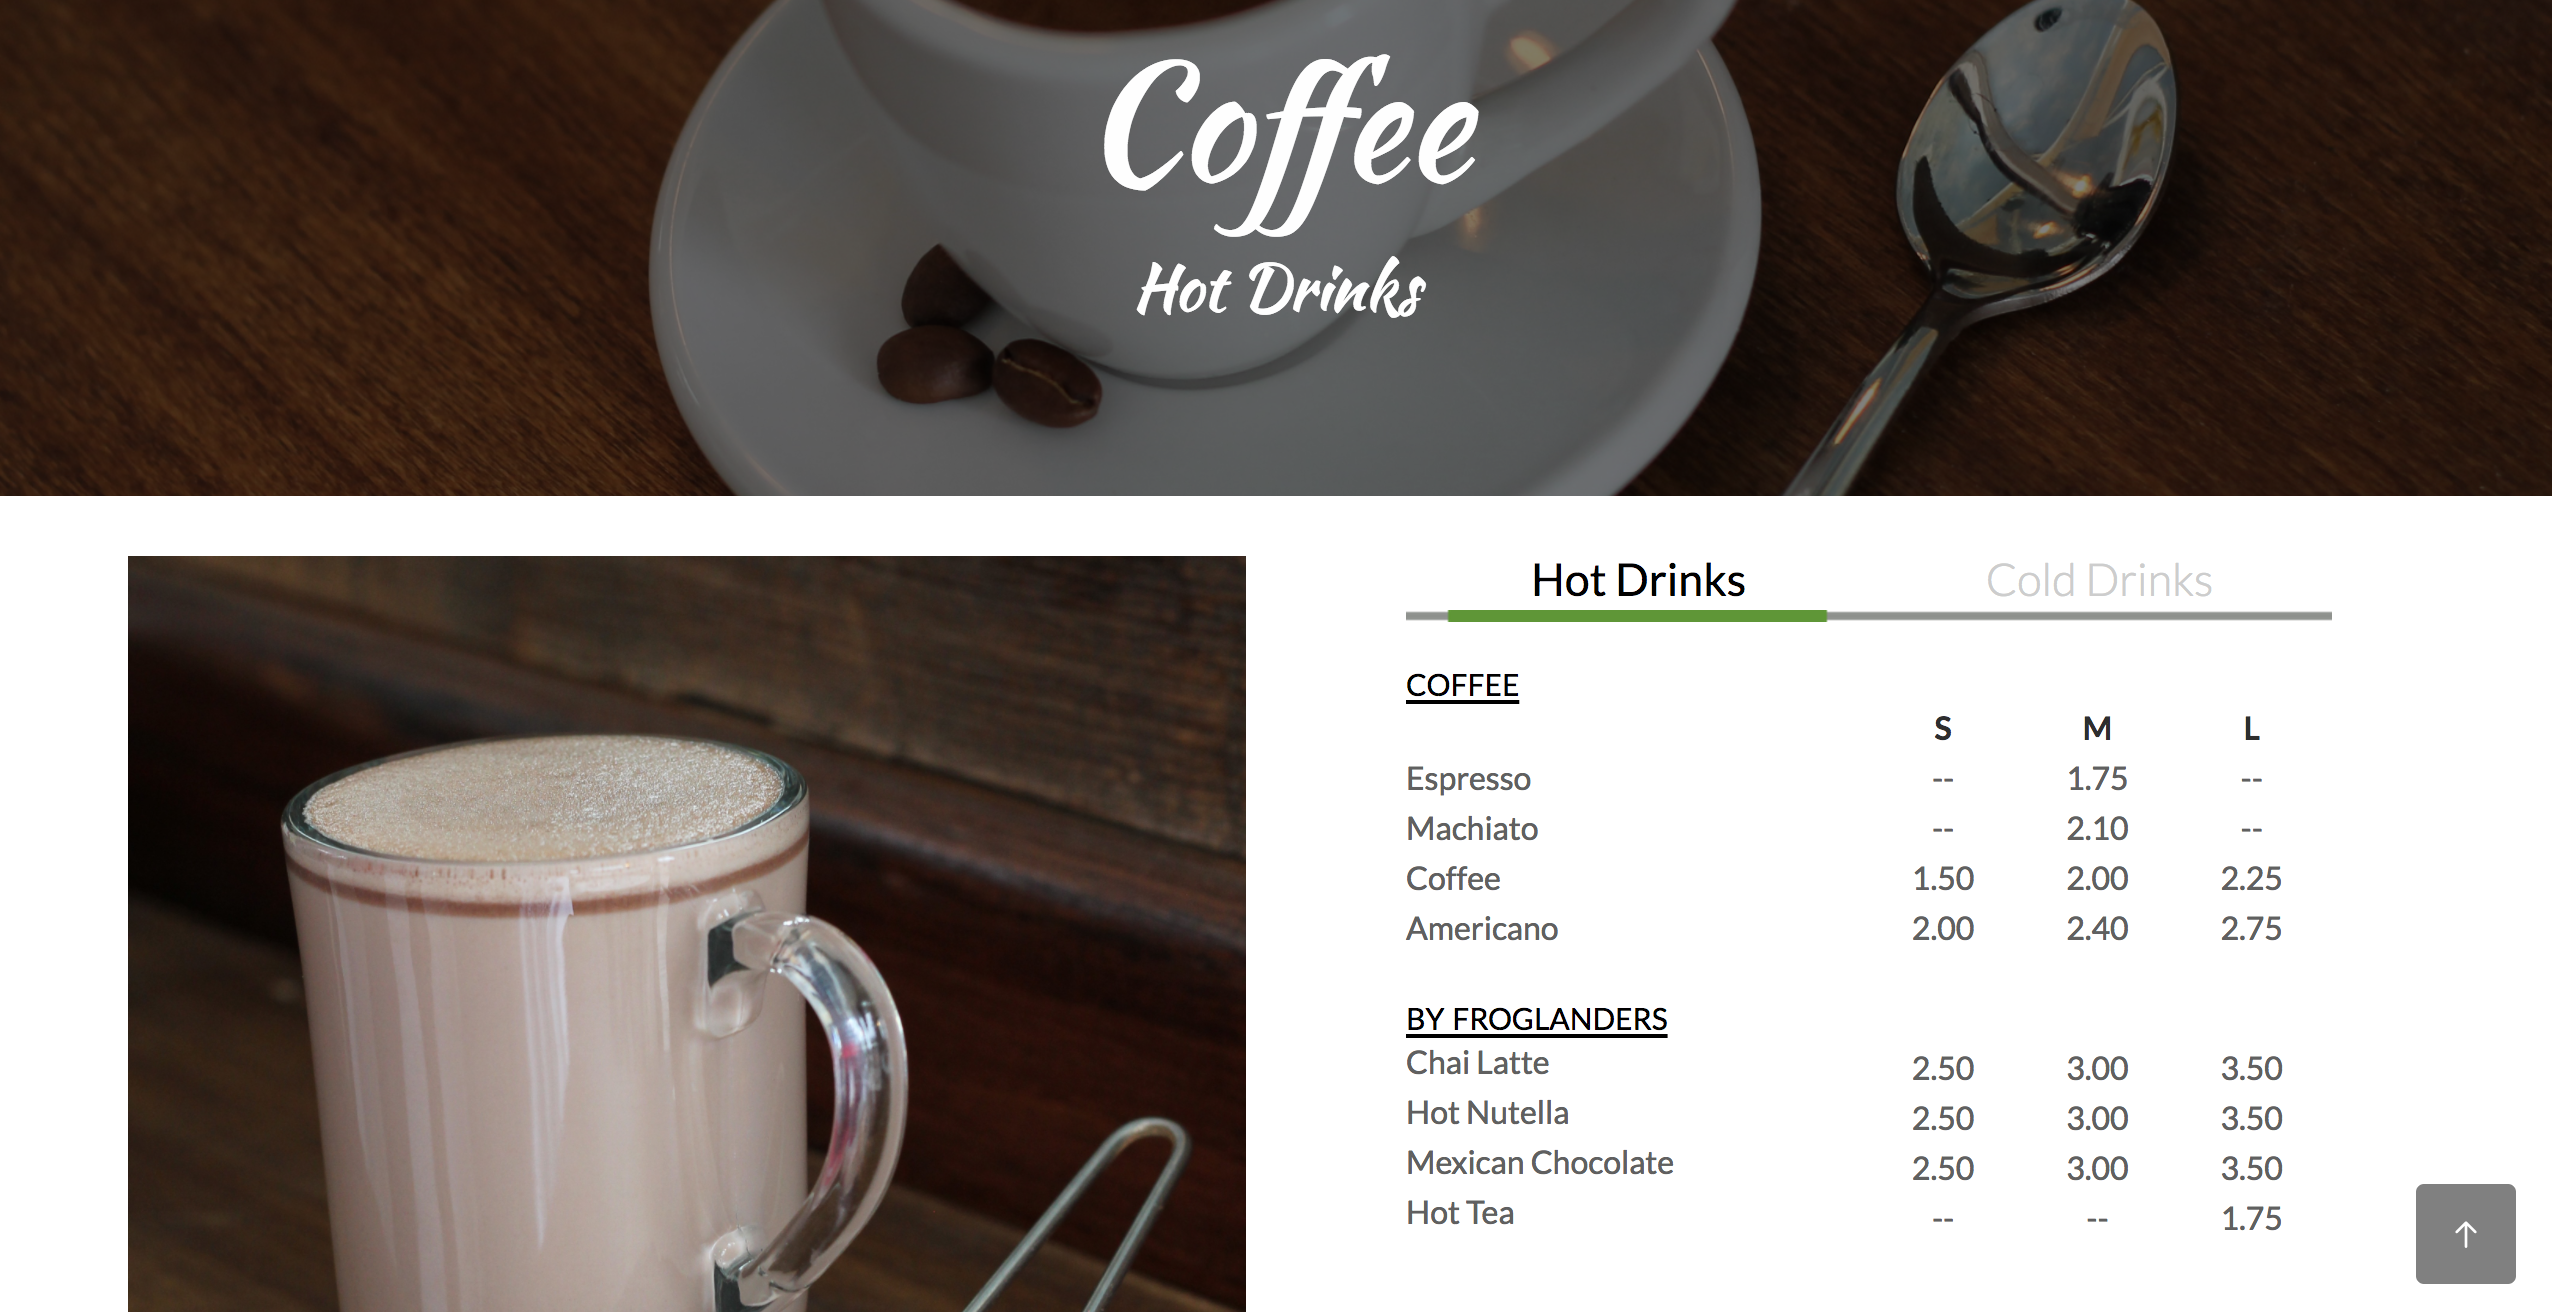 Coffee
Hot Drinks
Hot Drinks Cold Drinks
COFFEE
S M L
Espresso -- 1.75 --
Machiato -- 2.10 --
Coffee 1.50 2.00 2.25
Americano 2.00 2.40 2.75
BY FROGLANDERS
Chai Latte 2.50 3.00 3.50
Hot Nutella 2.50 3.00 3.50
Mexican Chocolate 2.50 3.00 3.50
Hot Tea -- -- 1.75